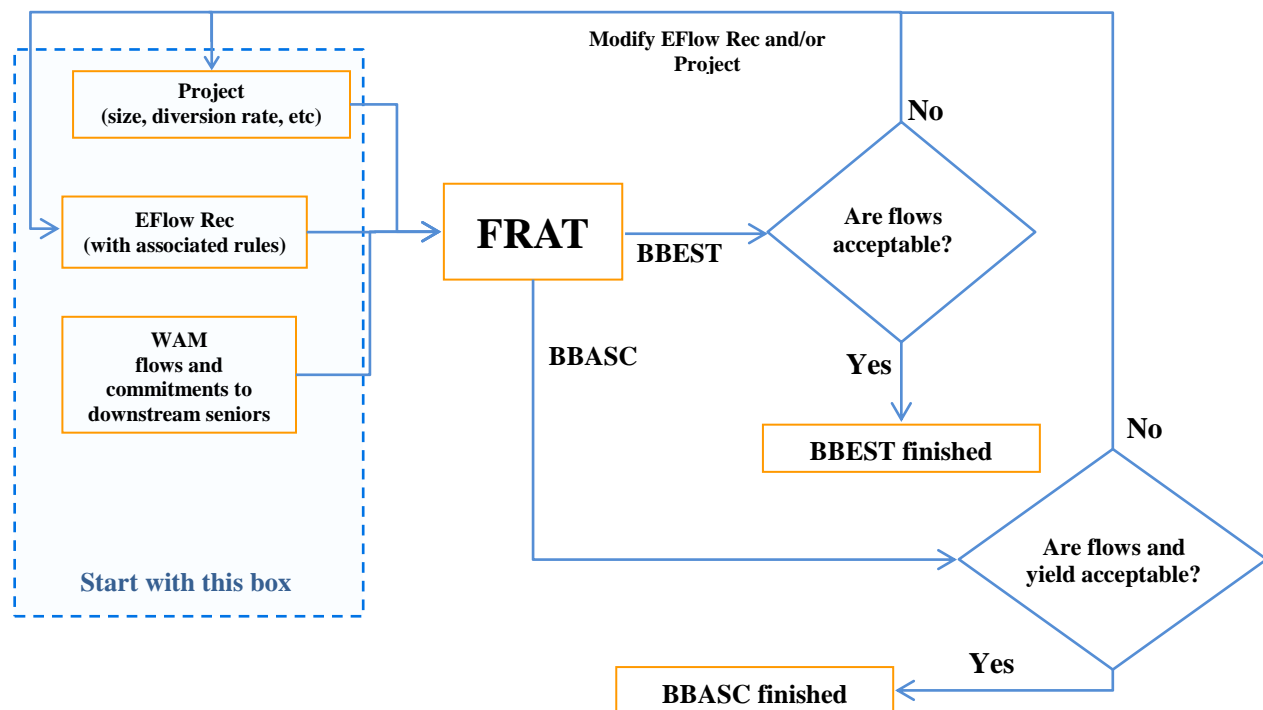 Modify EFlow Rec and/or
Project
Project
(size, diversion rate, etc)
No
EFlow Rec
(with associated rules)
FRAT
BBEST
Are flows
acceptable?
WAM
flows and
commitments to
downstream seniors
BBASC
Yes
BBEST finished
No
Start with this box
Are flows and
yield acceptable?
Yes
BBASC finished